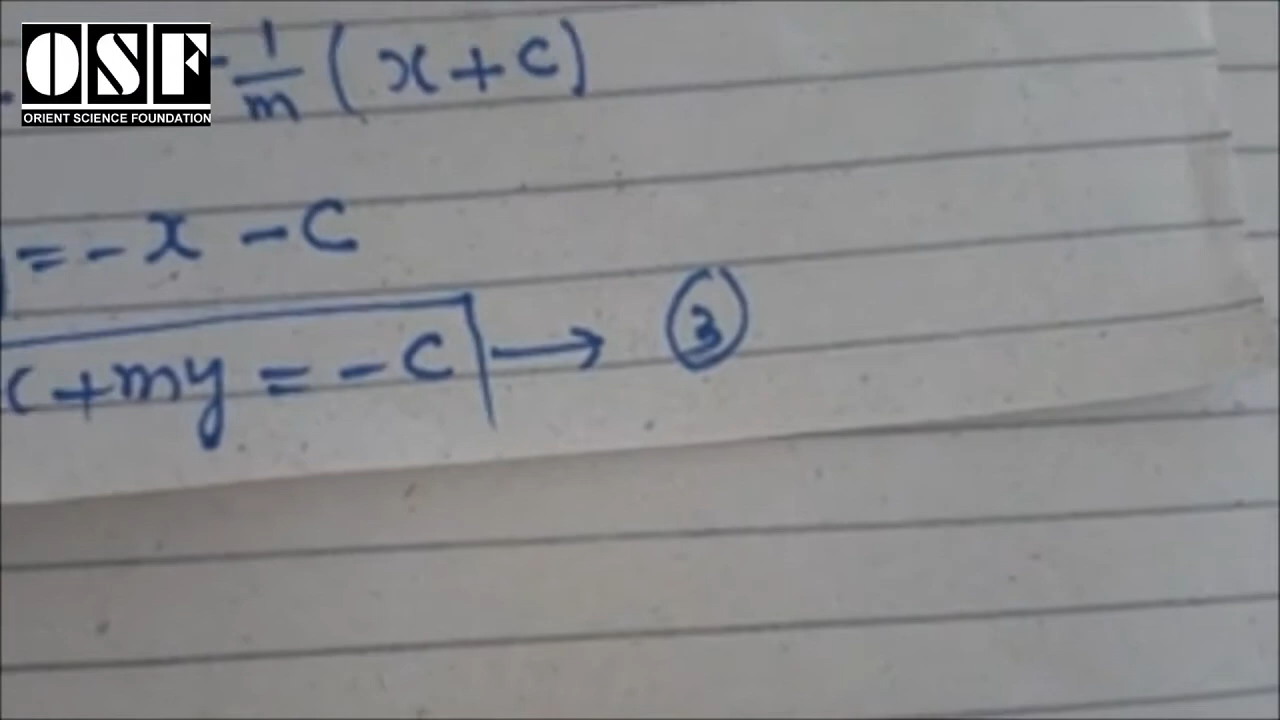 OSF
ORIENT SCIENCE FOUNDATION
- 1/m (x+c)
= -x -c
x+my = -c → ③